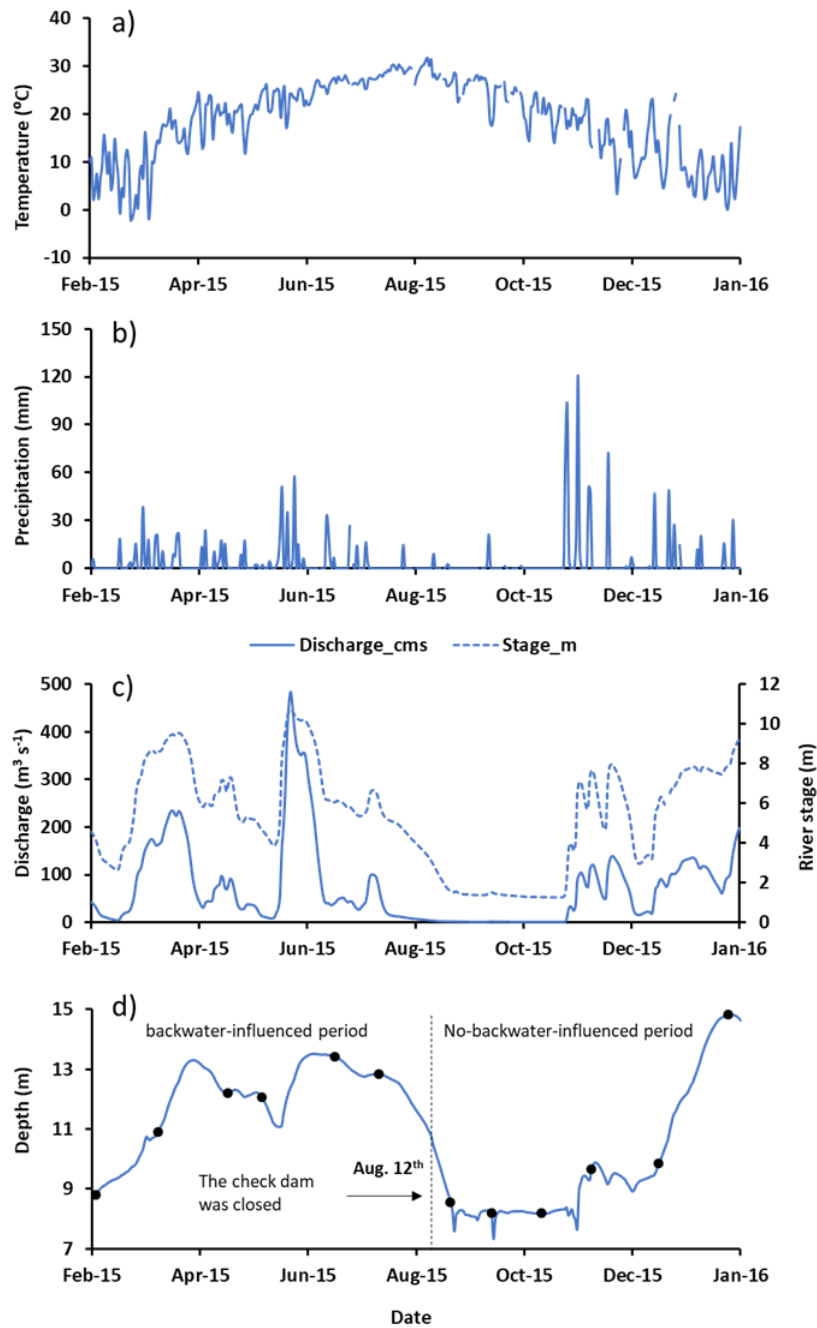 a)
Temperature (⁰C)
40
30
20
10
0
-10
Feb-15 Apr-15 Jun-15 Aug-15 Oct-15 Dec-15 Jan-16
b)
Precipitation (mm)
150
120
90
60
30
0
Feb-15 Apr-15 Jun-15 Aug-15 Oct-15 Dec-15 Jan-16
Discharge_cms Stage_m
c)
Discharge (m³ s⁻¹)
500
400
300
200
100
0
River stage (m)
12
10
8
6
4
2
0
Feb-15 Apr-15 Jun-15 Aug-15 Oct-15 Dec-15 Jan-16
d)
Depth (m)
15
13
11
9
7
backwater-influenced period
No-backwater-influenced period
Aug. 12ᵗʰ
The check dam
was closed
Feb-15 Apr-15 Jun-15 Aug-15 Oct-15 Dec-15 Jan-16
Date